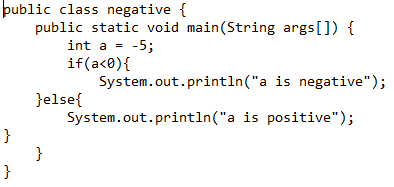 public class negative {
    public static void main(String args[]) {
        int a = -5;
        if(a<0){
            System.out.println("a is negative");
    }else{
        System.out.println("a is positive");
}
    }
}